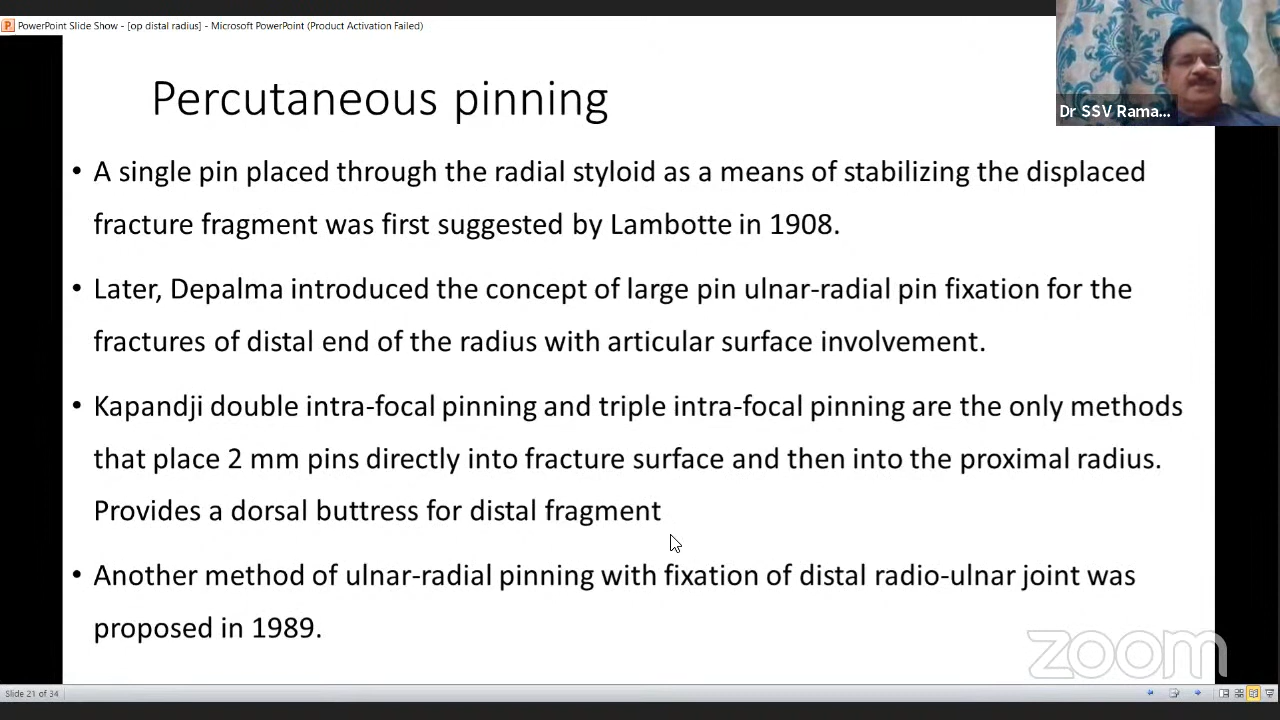 PowerPoint Slide Show - [op distal radius] - Microsoft PowerPoint (Product Activation Failed)
Dr SSV Rama...
Percutaneous pinning
• A single pin placed through the radial styloid as a means of stabilizing the displaced
fracture fragment was first suggested by Lambotte in 1908.
• Later, Depalma introduced the concept of large pin ulnar-radial pin fixation for the
fractures of distal end of the radius with articular surface involvement.
• Kapandji double intra-focal pinning and triple intra-focal pinning are the only methods
that place 2 mm pins directly into fracture surface and then into the proximal radius.
Provides a dorsal buttress for distal fragment
• Another method of ulnar-radial pinning with fixation of distal radio-ulnar joint was
proposed in 1989.
zoom
Slide 21 of 34